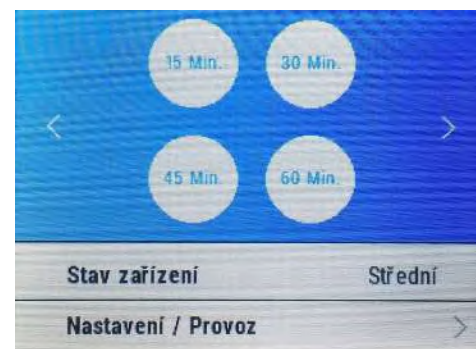 15 Min. 30 Min.
45 Min. 60 Min.
Stav zařízení Střední
Nastavení / Provoz